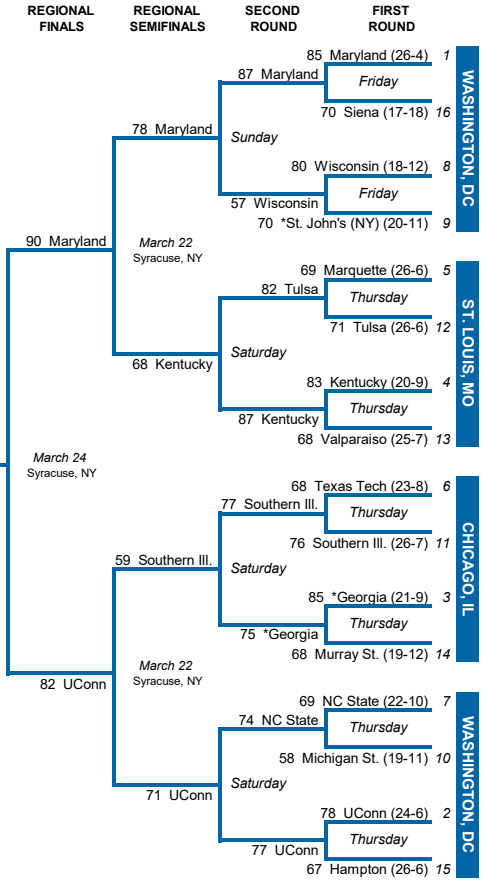 REGIONAL FINALS
REGIONAL SEMIFINALS
SECOND ROUND
FIRST ROUND
85 Maryland (26-4) 1
87 Maryland
Friday
70 Siena (17-18) 16
78 Maryland
Sunday
80 Wisconsin (18-12) 8
Friday
57 Wisconsin
70 *St. John's (NY) (20-11) 9
WASHINGTON, DC
90 Maryland
March 22
Syracuse, NY
69 Marquette (26-6) 5
82 Tulsa
Thursday
71 Tulsa (26-6) 12
Saturday
68 Kentucky
83 Kentucky (20-9) 4
Thursday
87 Kentucky
68 Valparaiso (25-7) 13
ST. LOUIS, MO
March 24
Syracuse, NY
68 Texas Tech (23-8) 6
77 Southern Ill.
Thursday
76 Southern Ill. (26-7) 11
59 Southern Ill.
Saturday
85 *Georgia (21-9) 3
Thursday
75 *Georgia
68 Murray St. (19-12) 14
CHICAGO, IL
March 22
Syracuse, NY
82 UConn
69 NC State (22-10) 7
74 NC State
Thursday
58 Michigan St. (19-11) 10
Saturday
71 UConn
78 UConn (24-6) 2
Thursday
77 UConn
67 Hampton (26-6) 15
WASHINGTON, DC